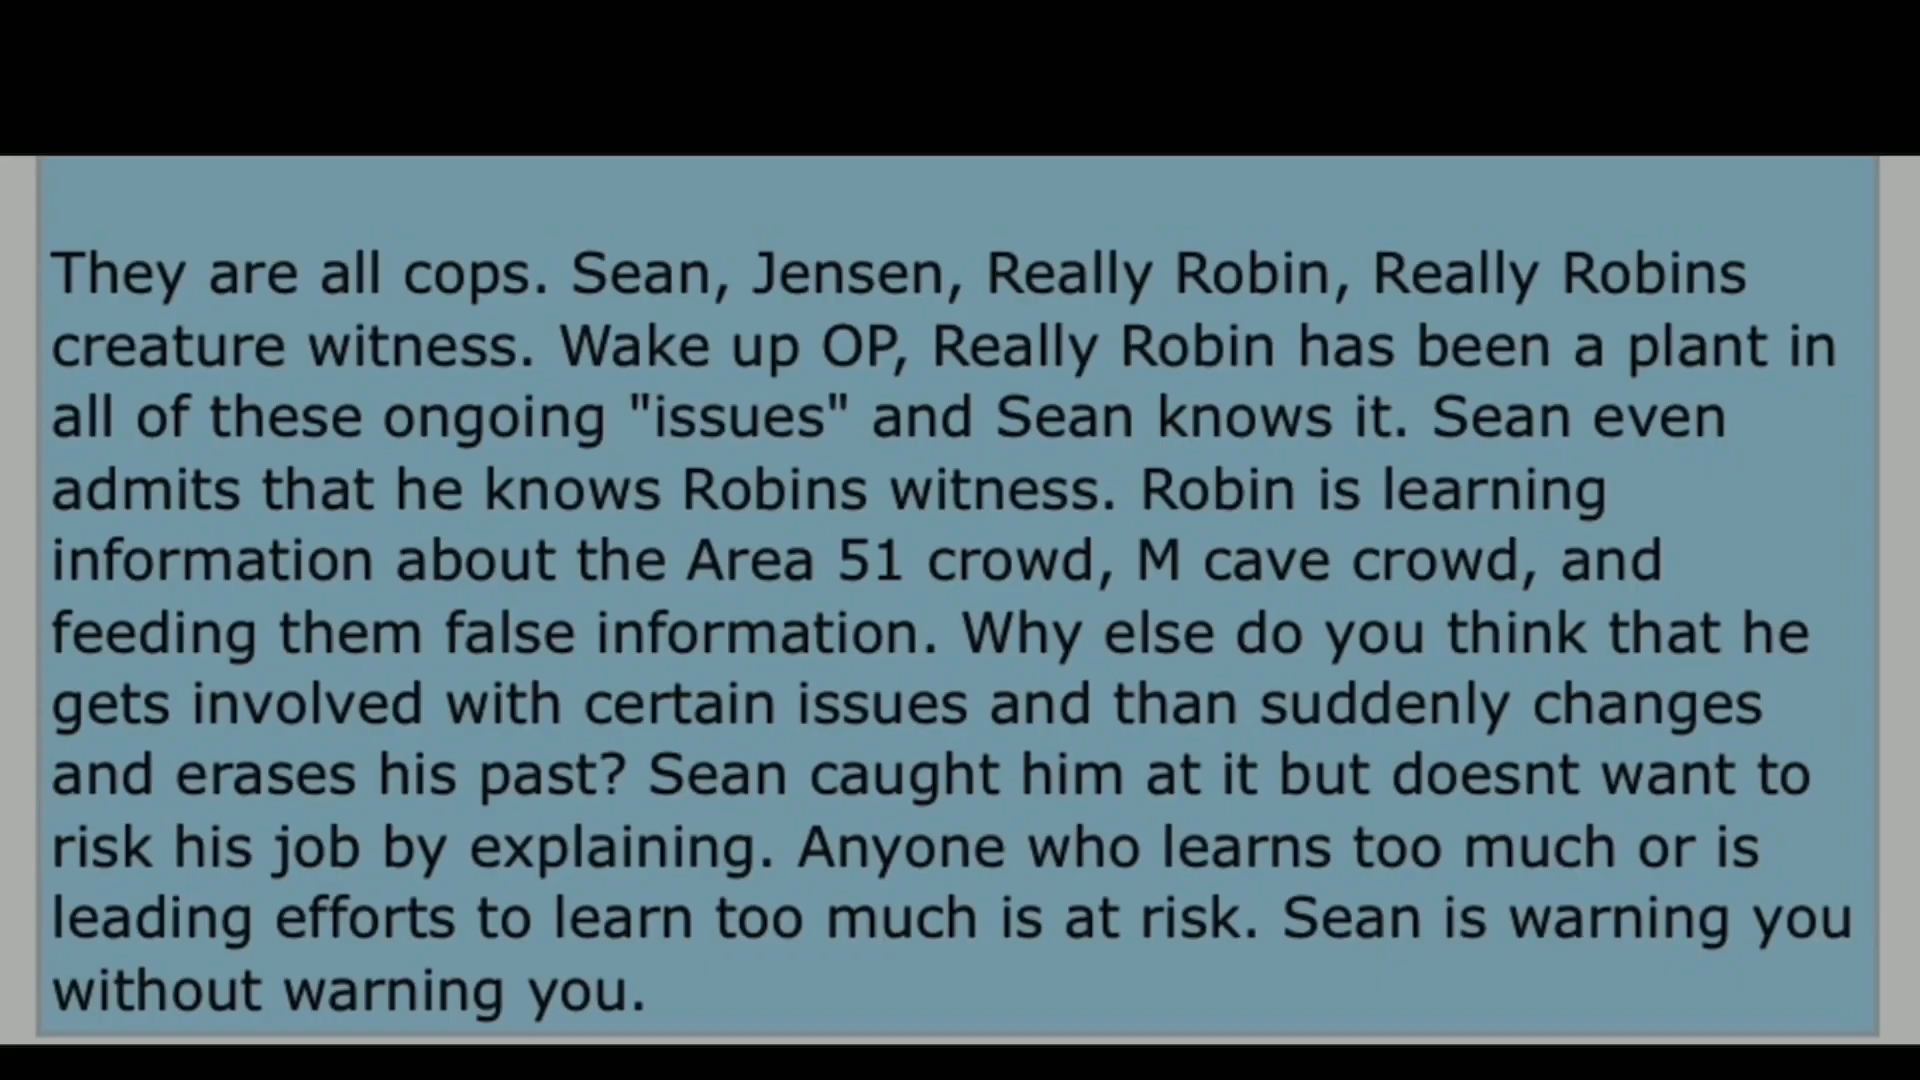 They are all cops. Sean, Jensen, Really Robin, Really Robins
creature witness. Wake up OP, Really Robin has been a plant in
all of these ongoing "issues" and Sean knows it. Sean even
admits that he knows Robins witness. Robin is learning
information about the Area 51 crowd, M cave crowd, and
feeding them false information. Why else do you think that he
gets involved with certain issues and than suddenly changes
and erases his past? Sean caught him at it but doesnt want to
risk his job by explaining. Anyone who learns too much or is
leading efforts to learn too much is at risk. Sean is warning you
without warning you.